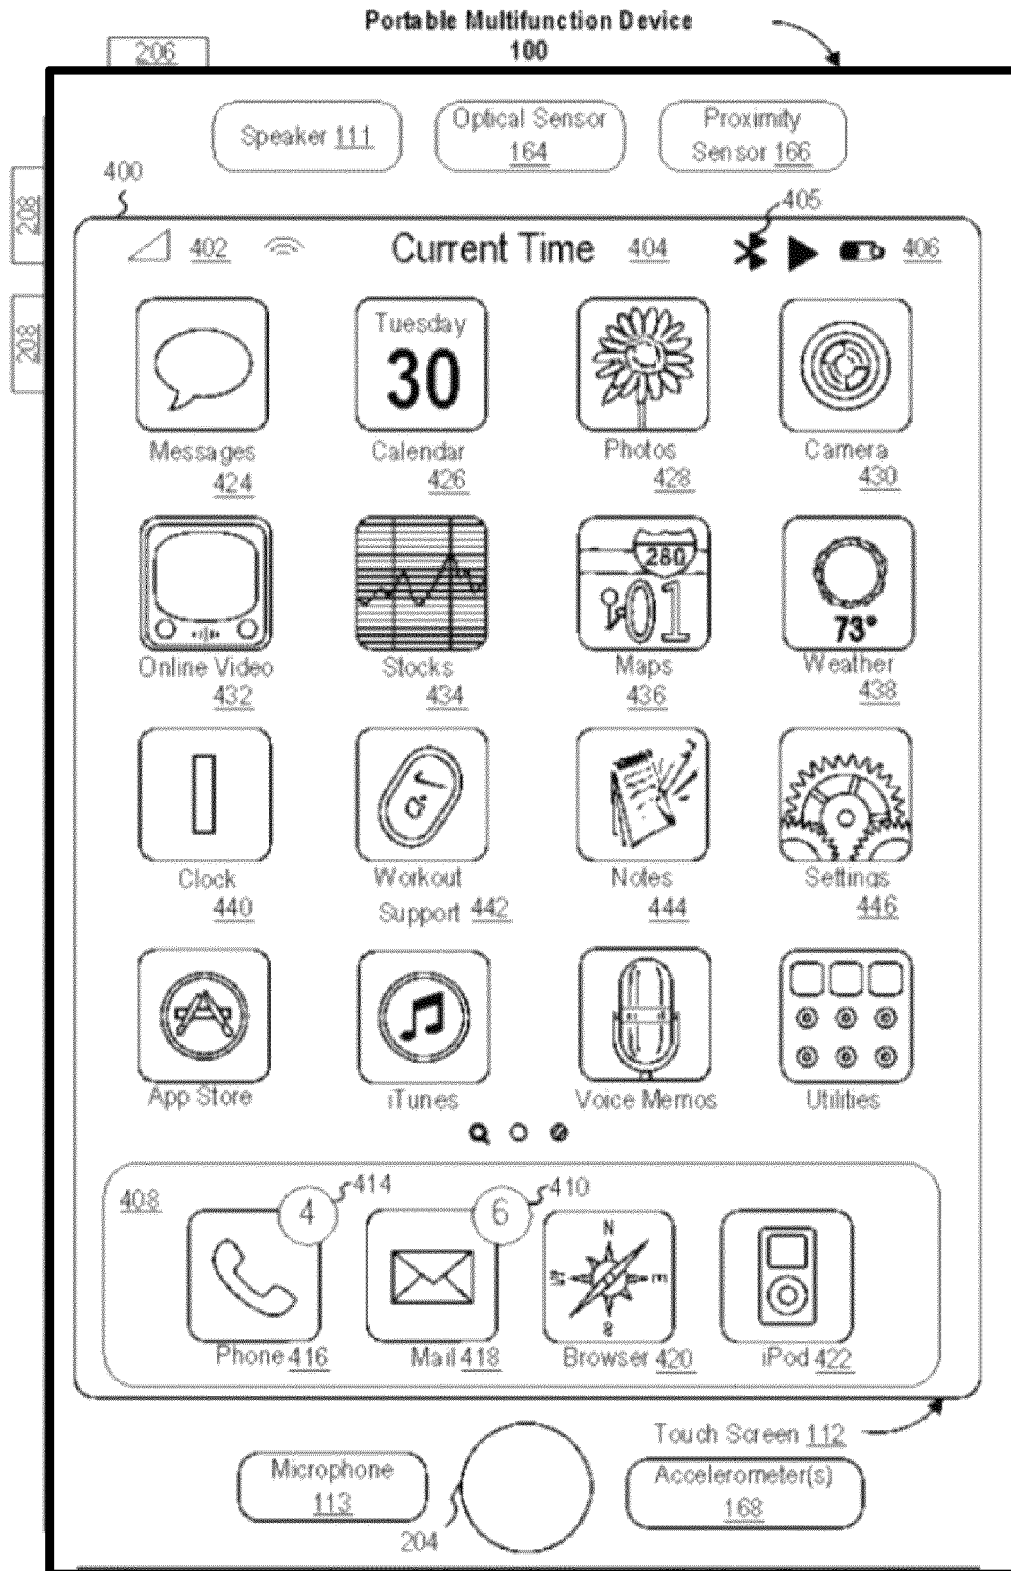 Portable Multifunction Device
100
206
Speaker 111
Optical Sensor
164
Proximity
Sensor 166
400
208
405
402
Current Time
404
406
208
Tuesday
30
Messages
424
Calendar
426
Photos
428
Camera
430
280
01
73°
Online Video
432
Stocks
434
Maps
436
Weather
438
Clock
440
Workout
Support 442
Notes
444
Settings
446
App Store
iTunes
Voice Memos
Utilities
408
4
414
6
410
N
W
E
S
Phone 416
Mail 418
Browser 420
iPod 422
Touch Screen 112
Microphone
113
Accelerometer(s)
168
204